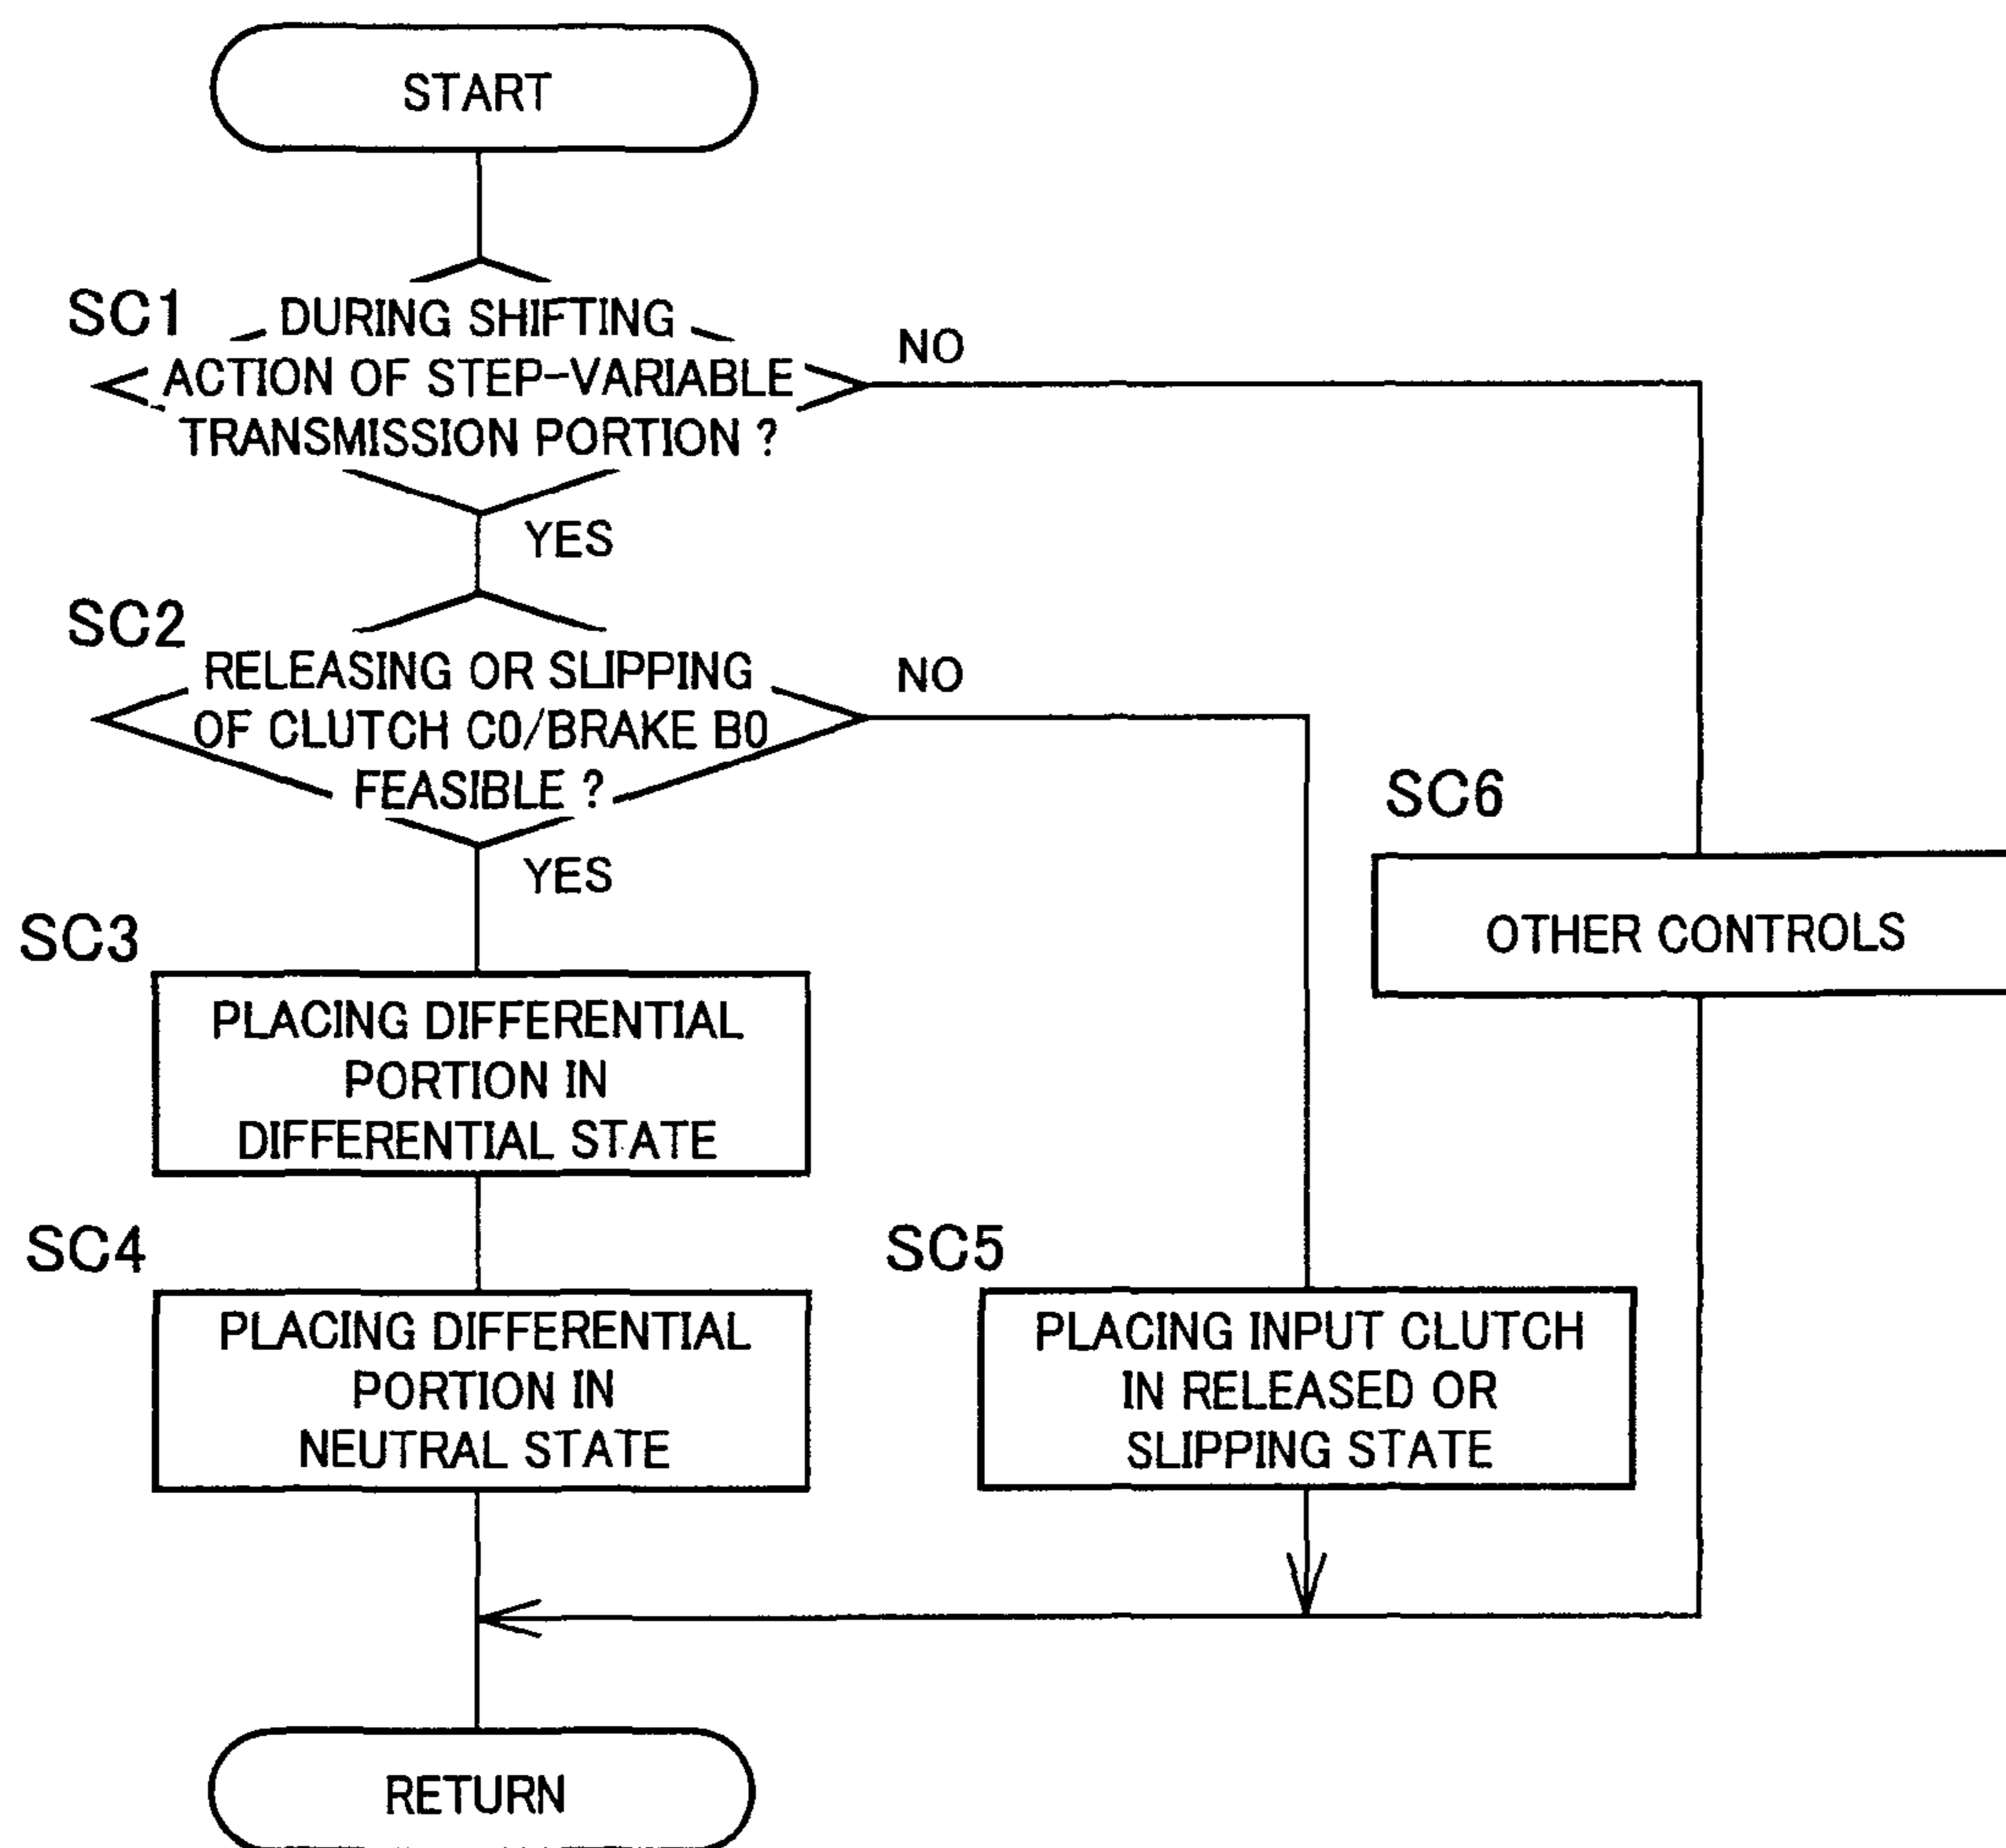 START
SC1
DURING SHIFTING
ACTION OF STEP-VARIABLE
TRANSMISSION PORTION ?
NO
YES
SC2
RELEASING OR SLIPPING
OF CLUTCH C0/BRAKE B0
FEASIBLE ?
NO
YES
SC6
OTHER CONTROLS
SC3
PLACING DIFFERENTIAL
PORTION IN
DIFFERENTIAL STATE
SC4
PLACING DIFFERENTIAL
PORTION IN
NEUTRAL STATE
SC5
PLACING INPUT CLUTCH
IN RELEASED OR
SLIPPING STATE
RETURN